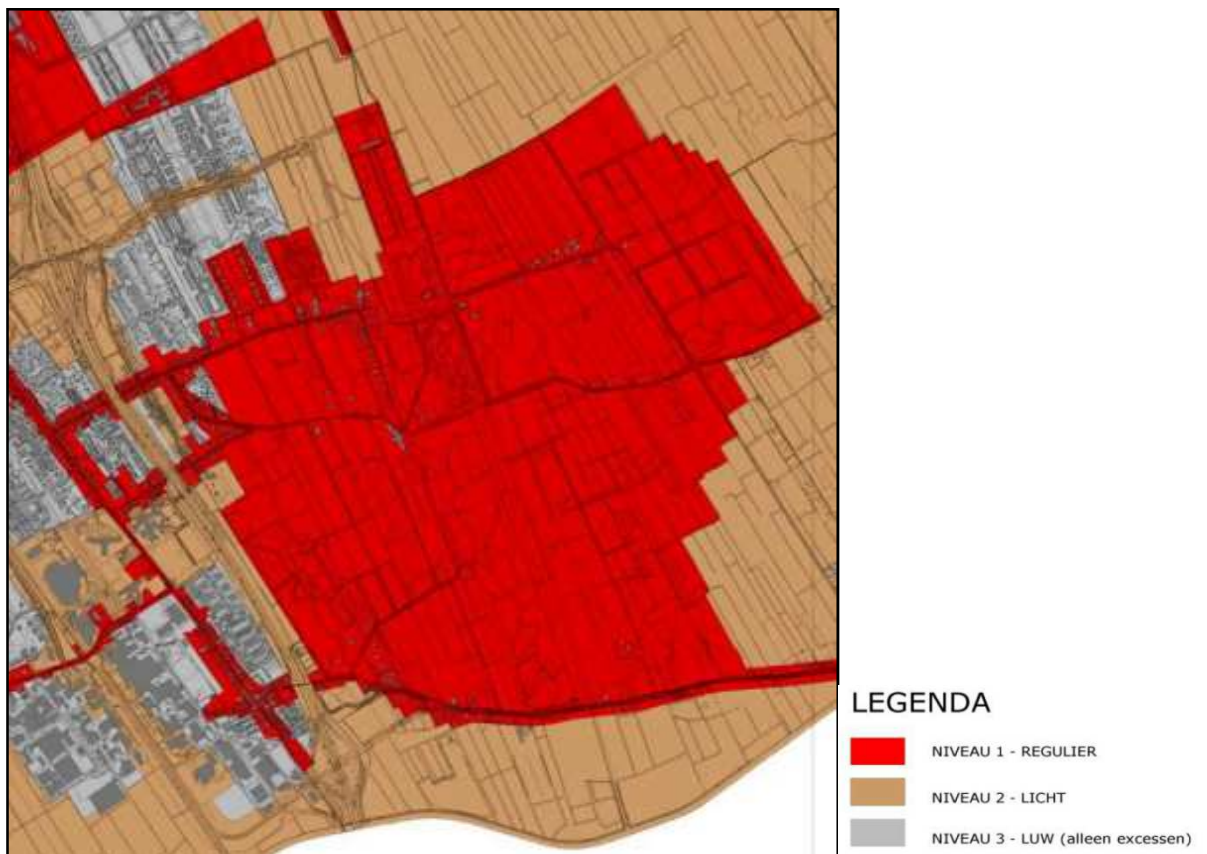 LEGENDA
NIVEAU 1 - REGULIER
NIVEAU 2 - LICHT
NIVEAU 3 - LUW (alleen excessen)